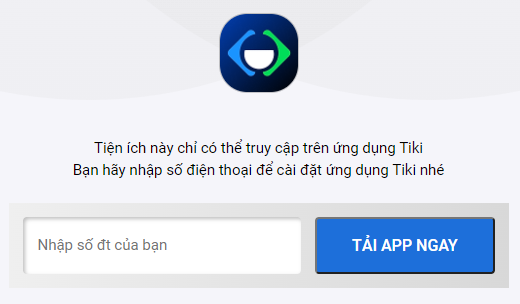 Tiện ích này chỉ có thể truy cập trên ứng dụng Tiki
Bạn hãy nhập số điện thoại để cài đặt ứng dụng Tiki nhé
Nhập số đt của bạn
TẢI APP NGAY